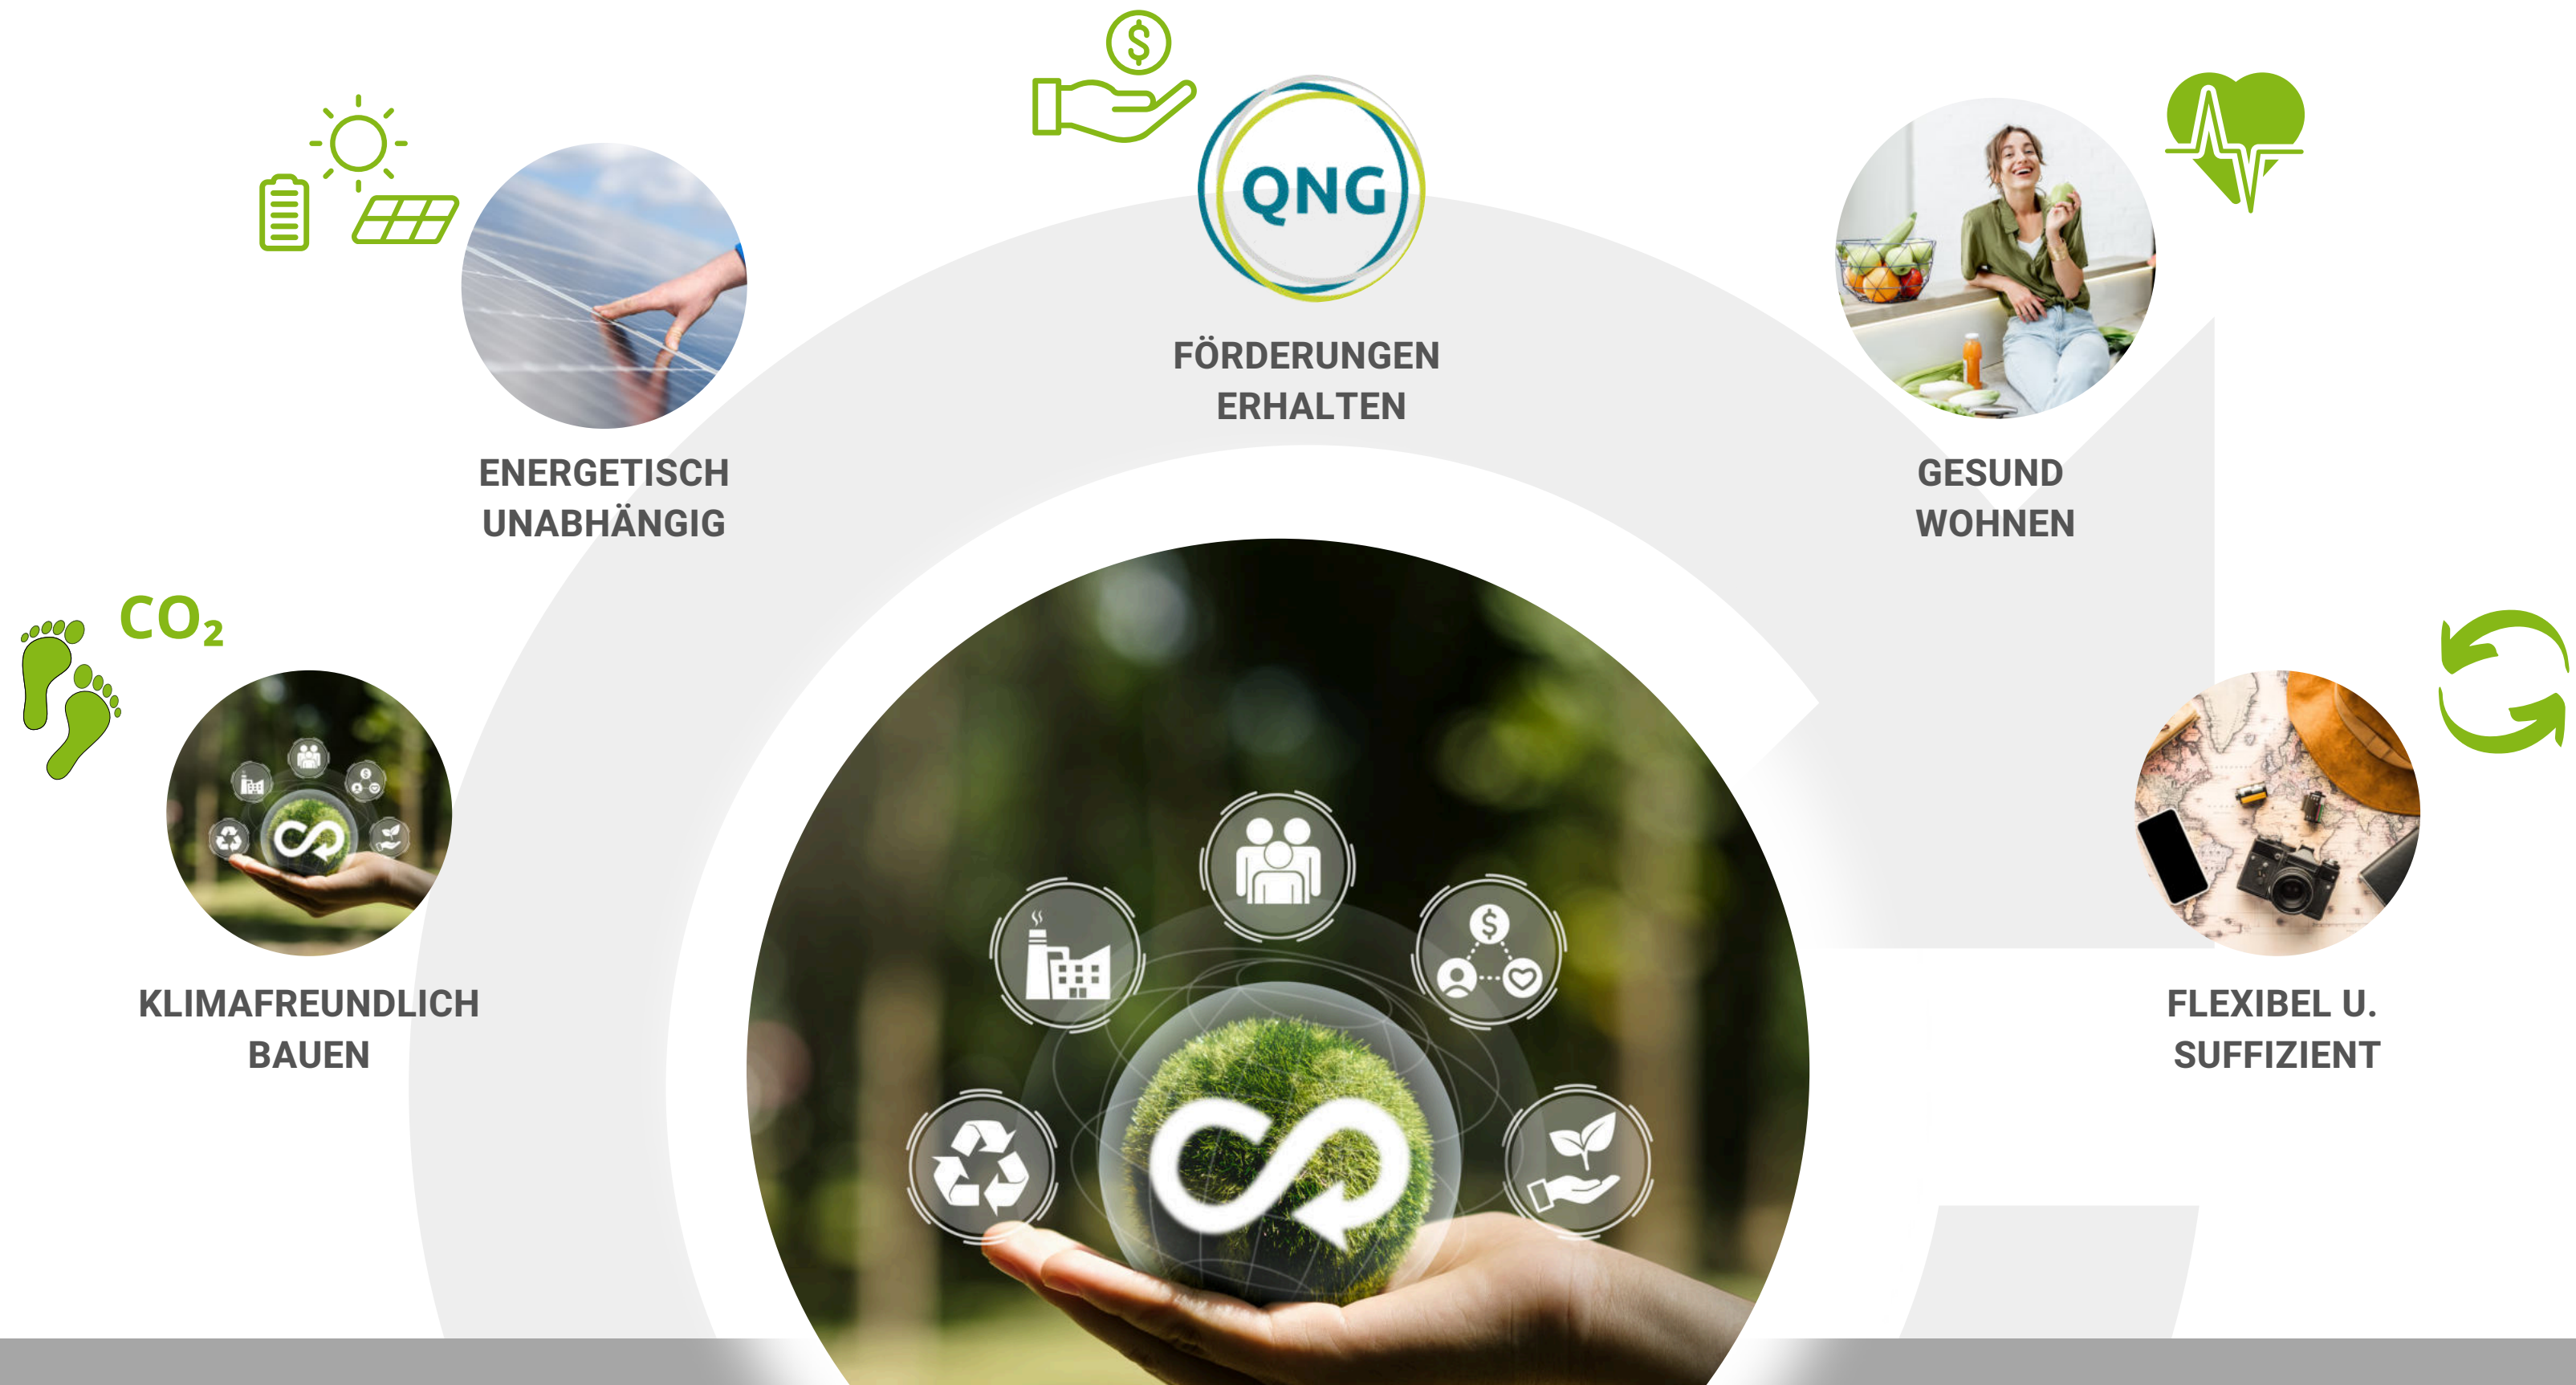 QNG
FÖRDERUNGEN
ERHALTEN
ENERGETISCH
UNABHÄNGIG
GESUND
WOHNEN
CO₂
KLIMAFREUNDLICH
BAUEN
FLEXIBEL U.
SUFFIZIENT